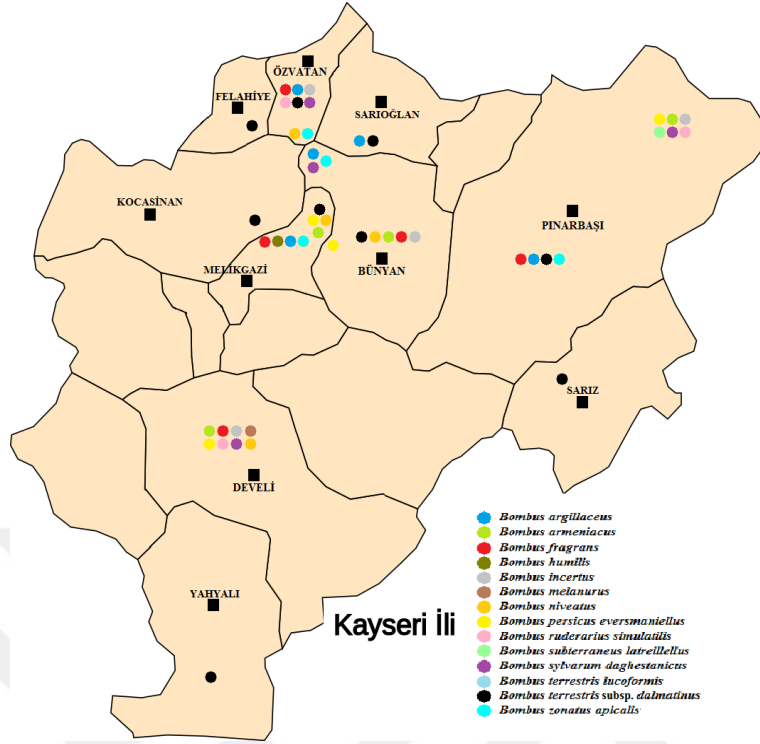 ÖZVATAN
FELAHİYE
SARIOĞLAN
KOCASİNAN
PINARBAŞI
MELİKGAZİ
BÜNYAN
SARIZ
DEVELİ
YAHYALI
Kayseri İli
Bombus argillaceus
Bombus armeniacus
Bombus fragrans
Bombus humilis
Bombus incertus
Bombus melanurus
Bombus niveatus
Bombus persicus eversmaniellus
Bombus ruderarius simulatilis
Bombus subterraneus latreillellus
Bombus sylvarum daghestanicus
Bombus terrestris lucoformis
Bombus terrestris subsp. dalmatinus
Bombus zonatus apicalis